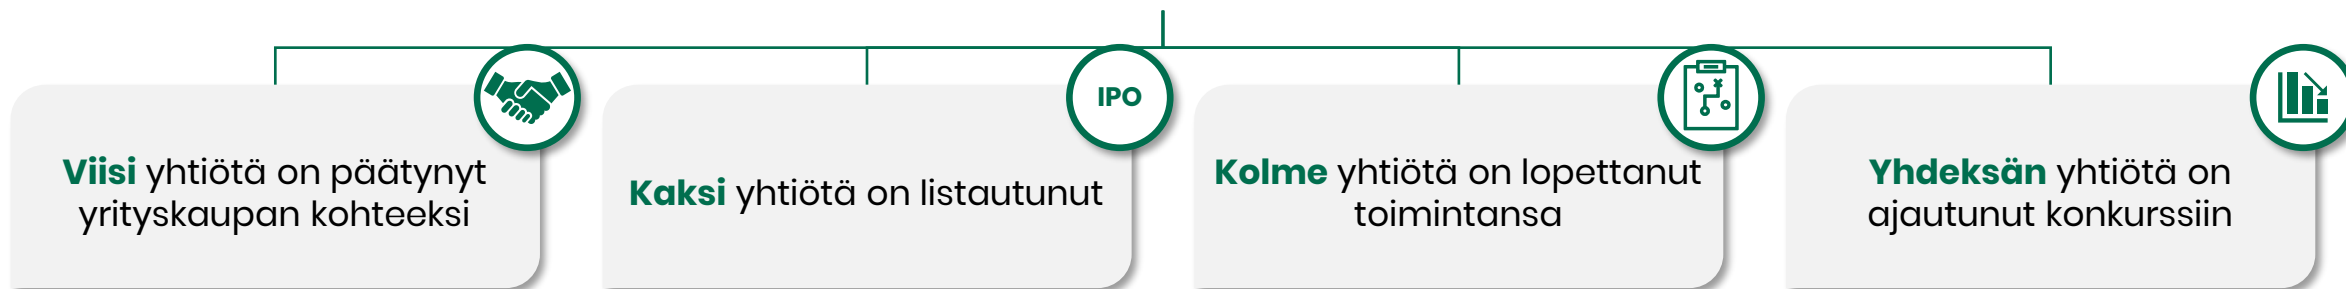 Viisi yhtiötä on päätynyt
yrityskaupan kohteeksi
IPO
Kaksi yhtiötä on listautunut
Kolme yhtiötä on lopettanut
toimintansa
Yhdeksän yhtiötä on
ajautunut konkurssiin